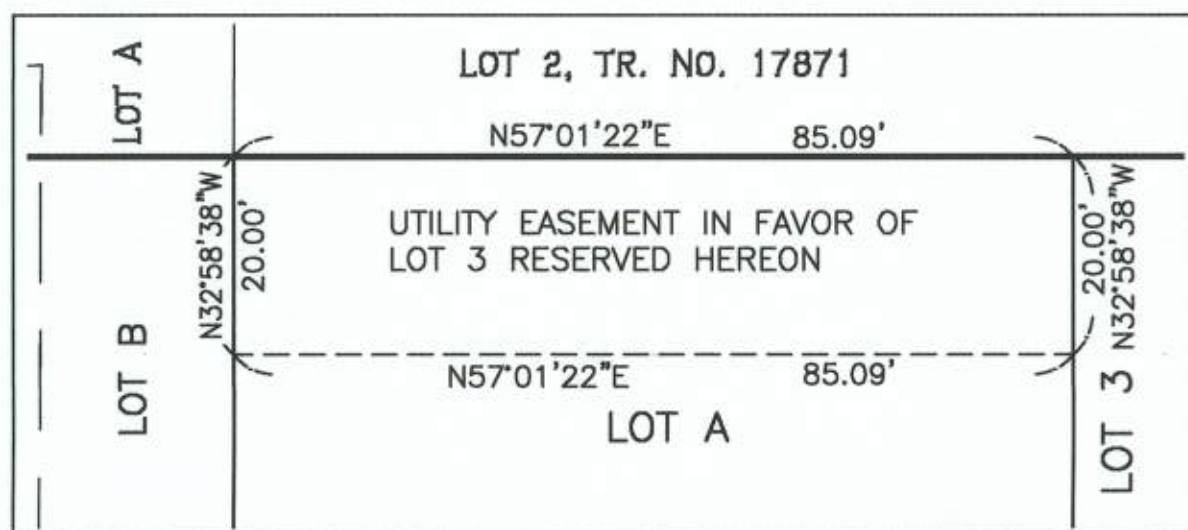 LOT A
LOT 2, TR. NO. 17871
N57°01'22"E 85.09'
N32°58'38"W
20.00'
UTILITY EASEMENT IN FAVOR OF
LOT 3 RESERVED HEREON
20.00'
N32°58'38"W
N57°01'22"E 85.09'
LOT B
LOT A
LOT 3